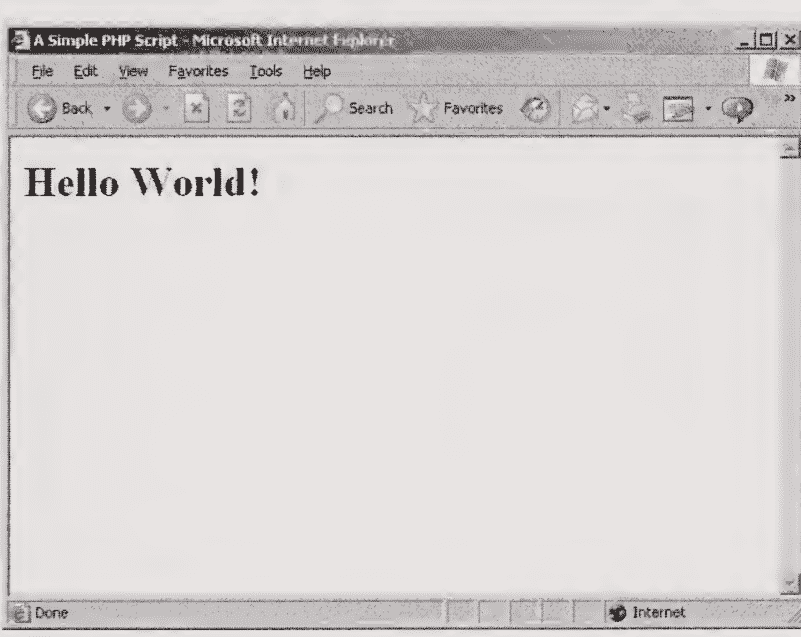 A Simple PHP Script - Microsoft Internet Explorer
File Edit View Favorites Tools Help
Back Search Favorites »
Hello World!
Done Internet